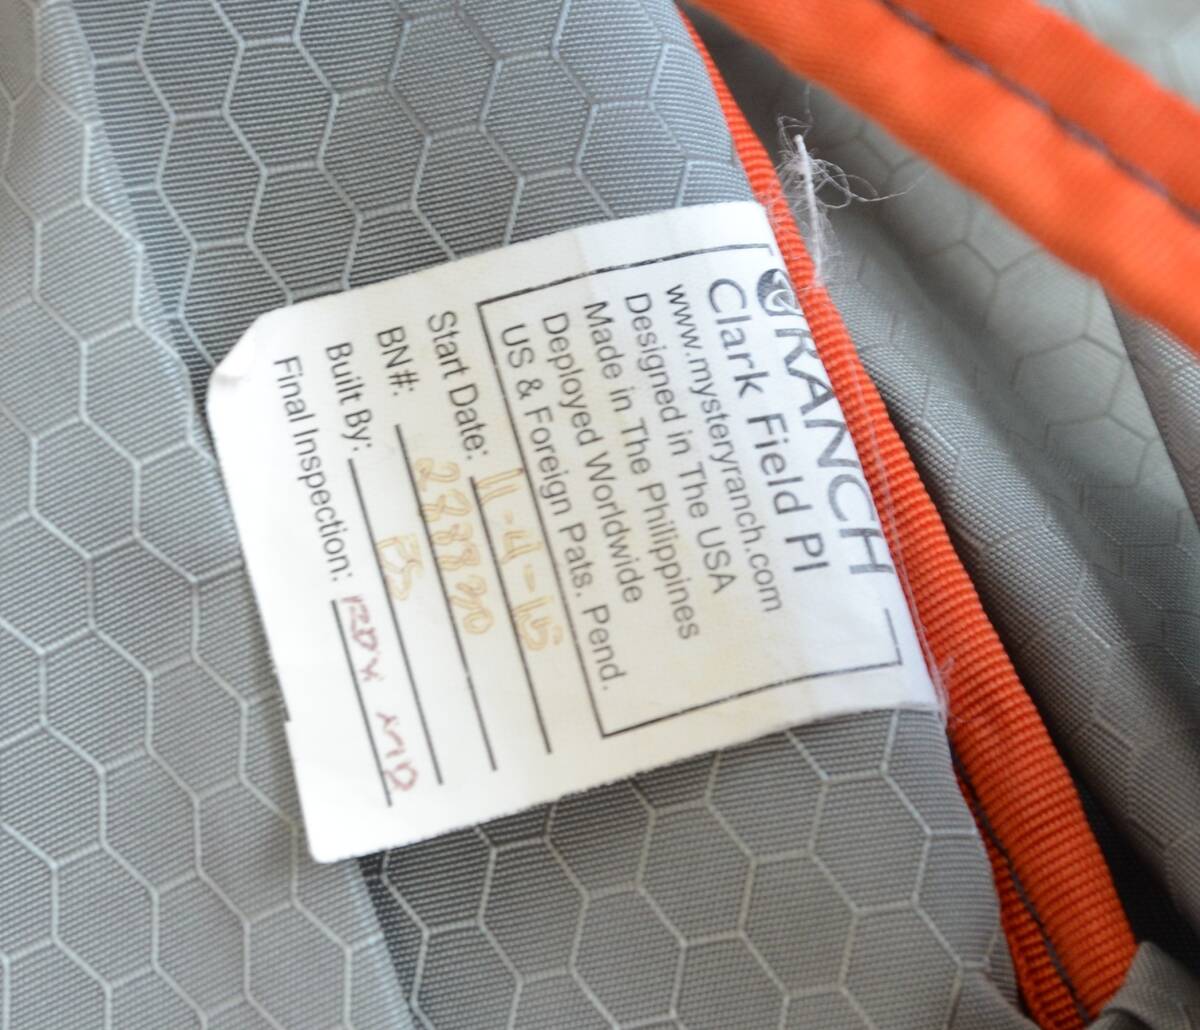 RANCH
Clark Field PI
www.mysteryranch.com
Designed in The USA
Made in The Philippines
Deployed Worldwide
US & Foreign Pats. Pend.
Start Date: 11-4-15
BN#: 28890
Built By:
Final Inspection: